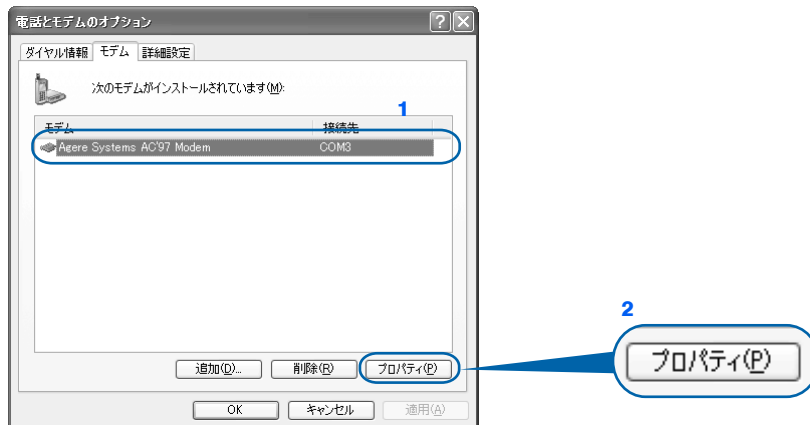 電話とモデムのオプション
ダイヤル情報 モデム 詳細設定
次のモデムがインストールされています(M):
1
モデム 接続先
Agere Systems AC'97 Modem COM3
追加(D)... 削除(R) プロパティ(P)
OK キャンセル 適用(A)
2
プロパティ(P)